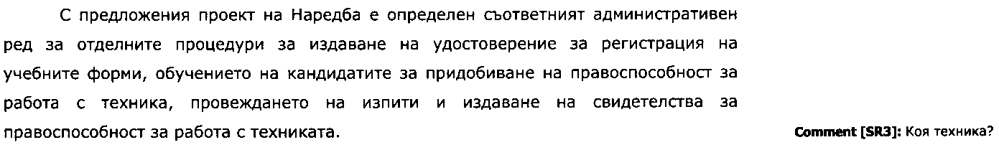 С предложения проект на Наредба е определен съответният административен
ред за отделните процедури за издаване на удостоверение за регистрация на
учебните форми, обучението на кандидатите за придобиване на правоспособност за
работа с техника, провеждането на изпити и издаване на свидетелства за
правоспособност за работа с техниката.
Comment [SR3]: Коя техника?